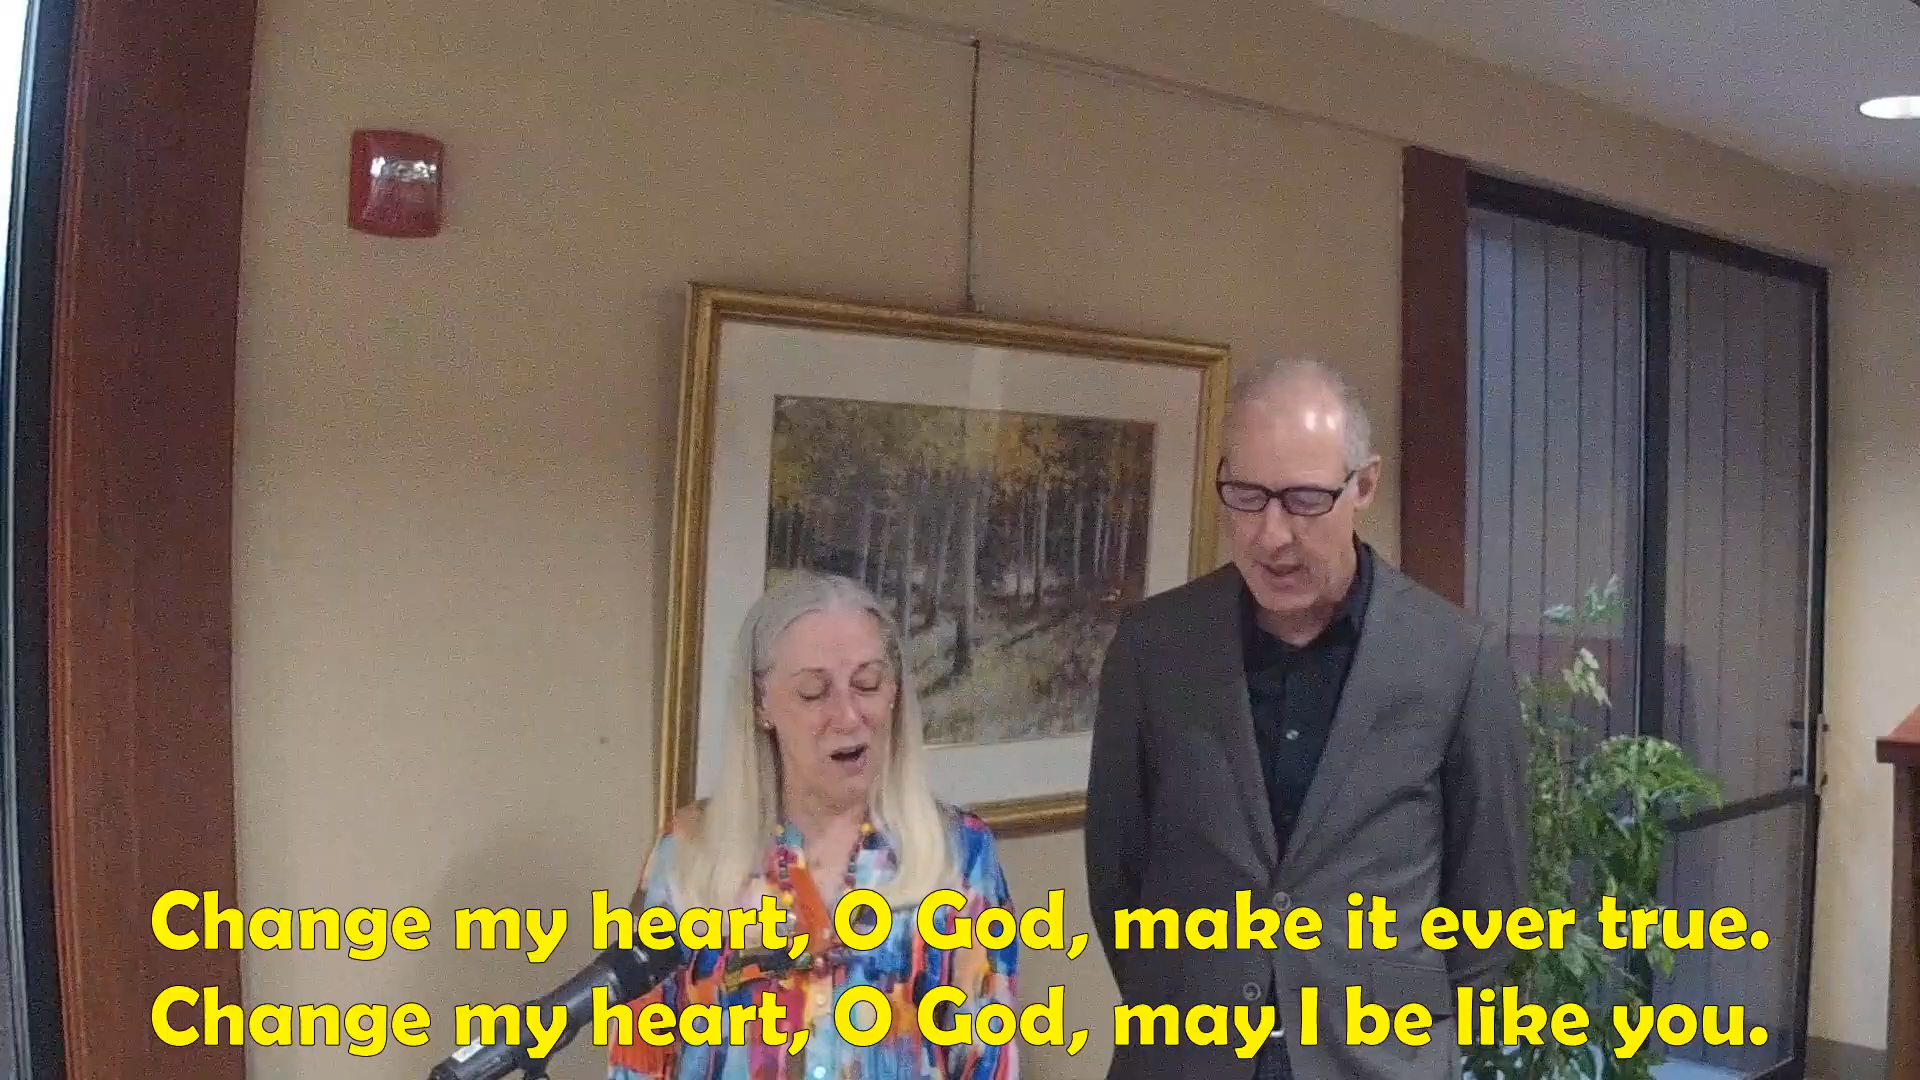 Change my heart, O God, make it ever true.
Change my heart, O God, may I be like you.